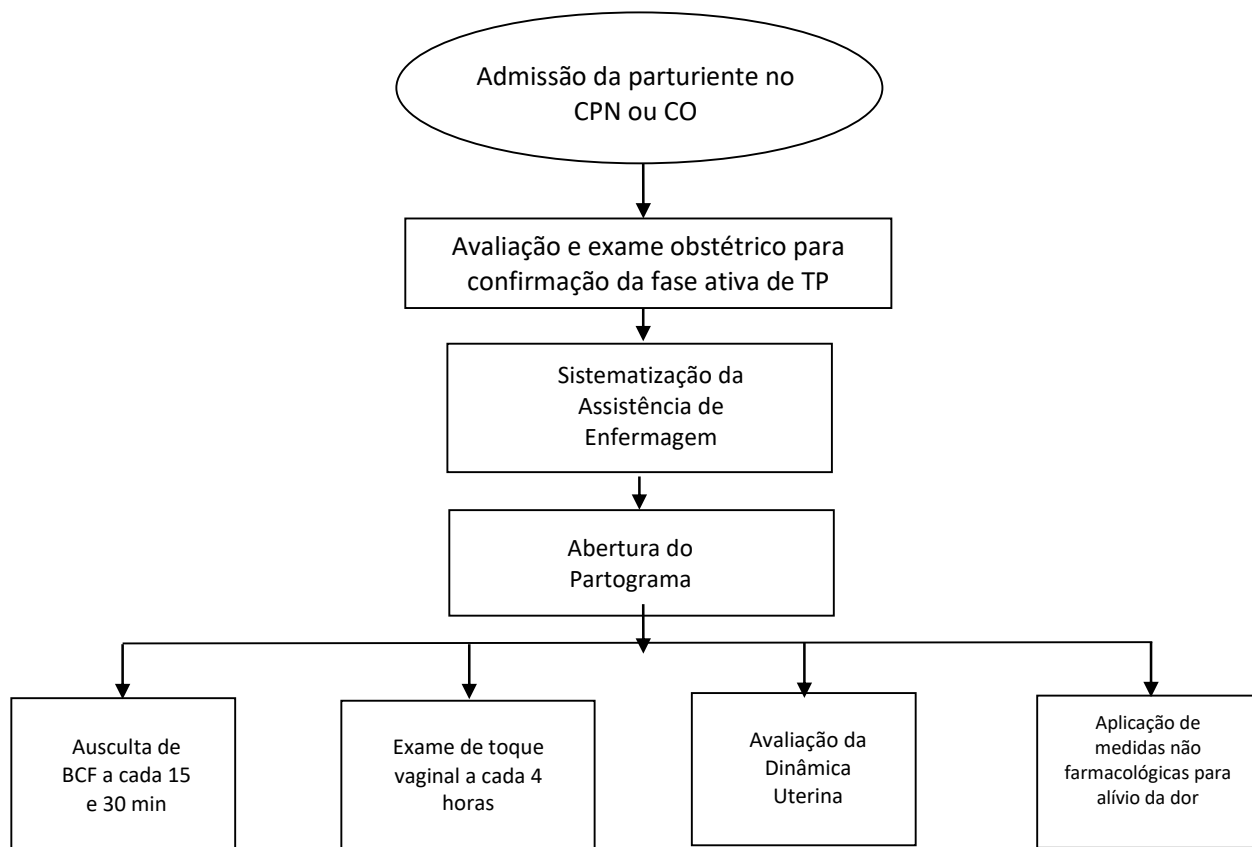 Admissão da parturiente no
CPN ou CO
Avaliação e exame obstétrico para
confirmação da fase ativa de TP
Sistematização da
Assistência de
Enfermagem
Abertura do
Partograma
Ausculta de
BCF a cada 15
e 30 min
Exame de toque
vaginal a cada 4
horas
Avaliação da
Dinâmica
Uterina
Aplicação de
medidas não
farmacológicas para
alívio da dor